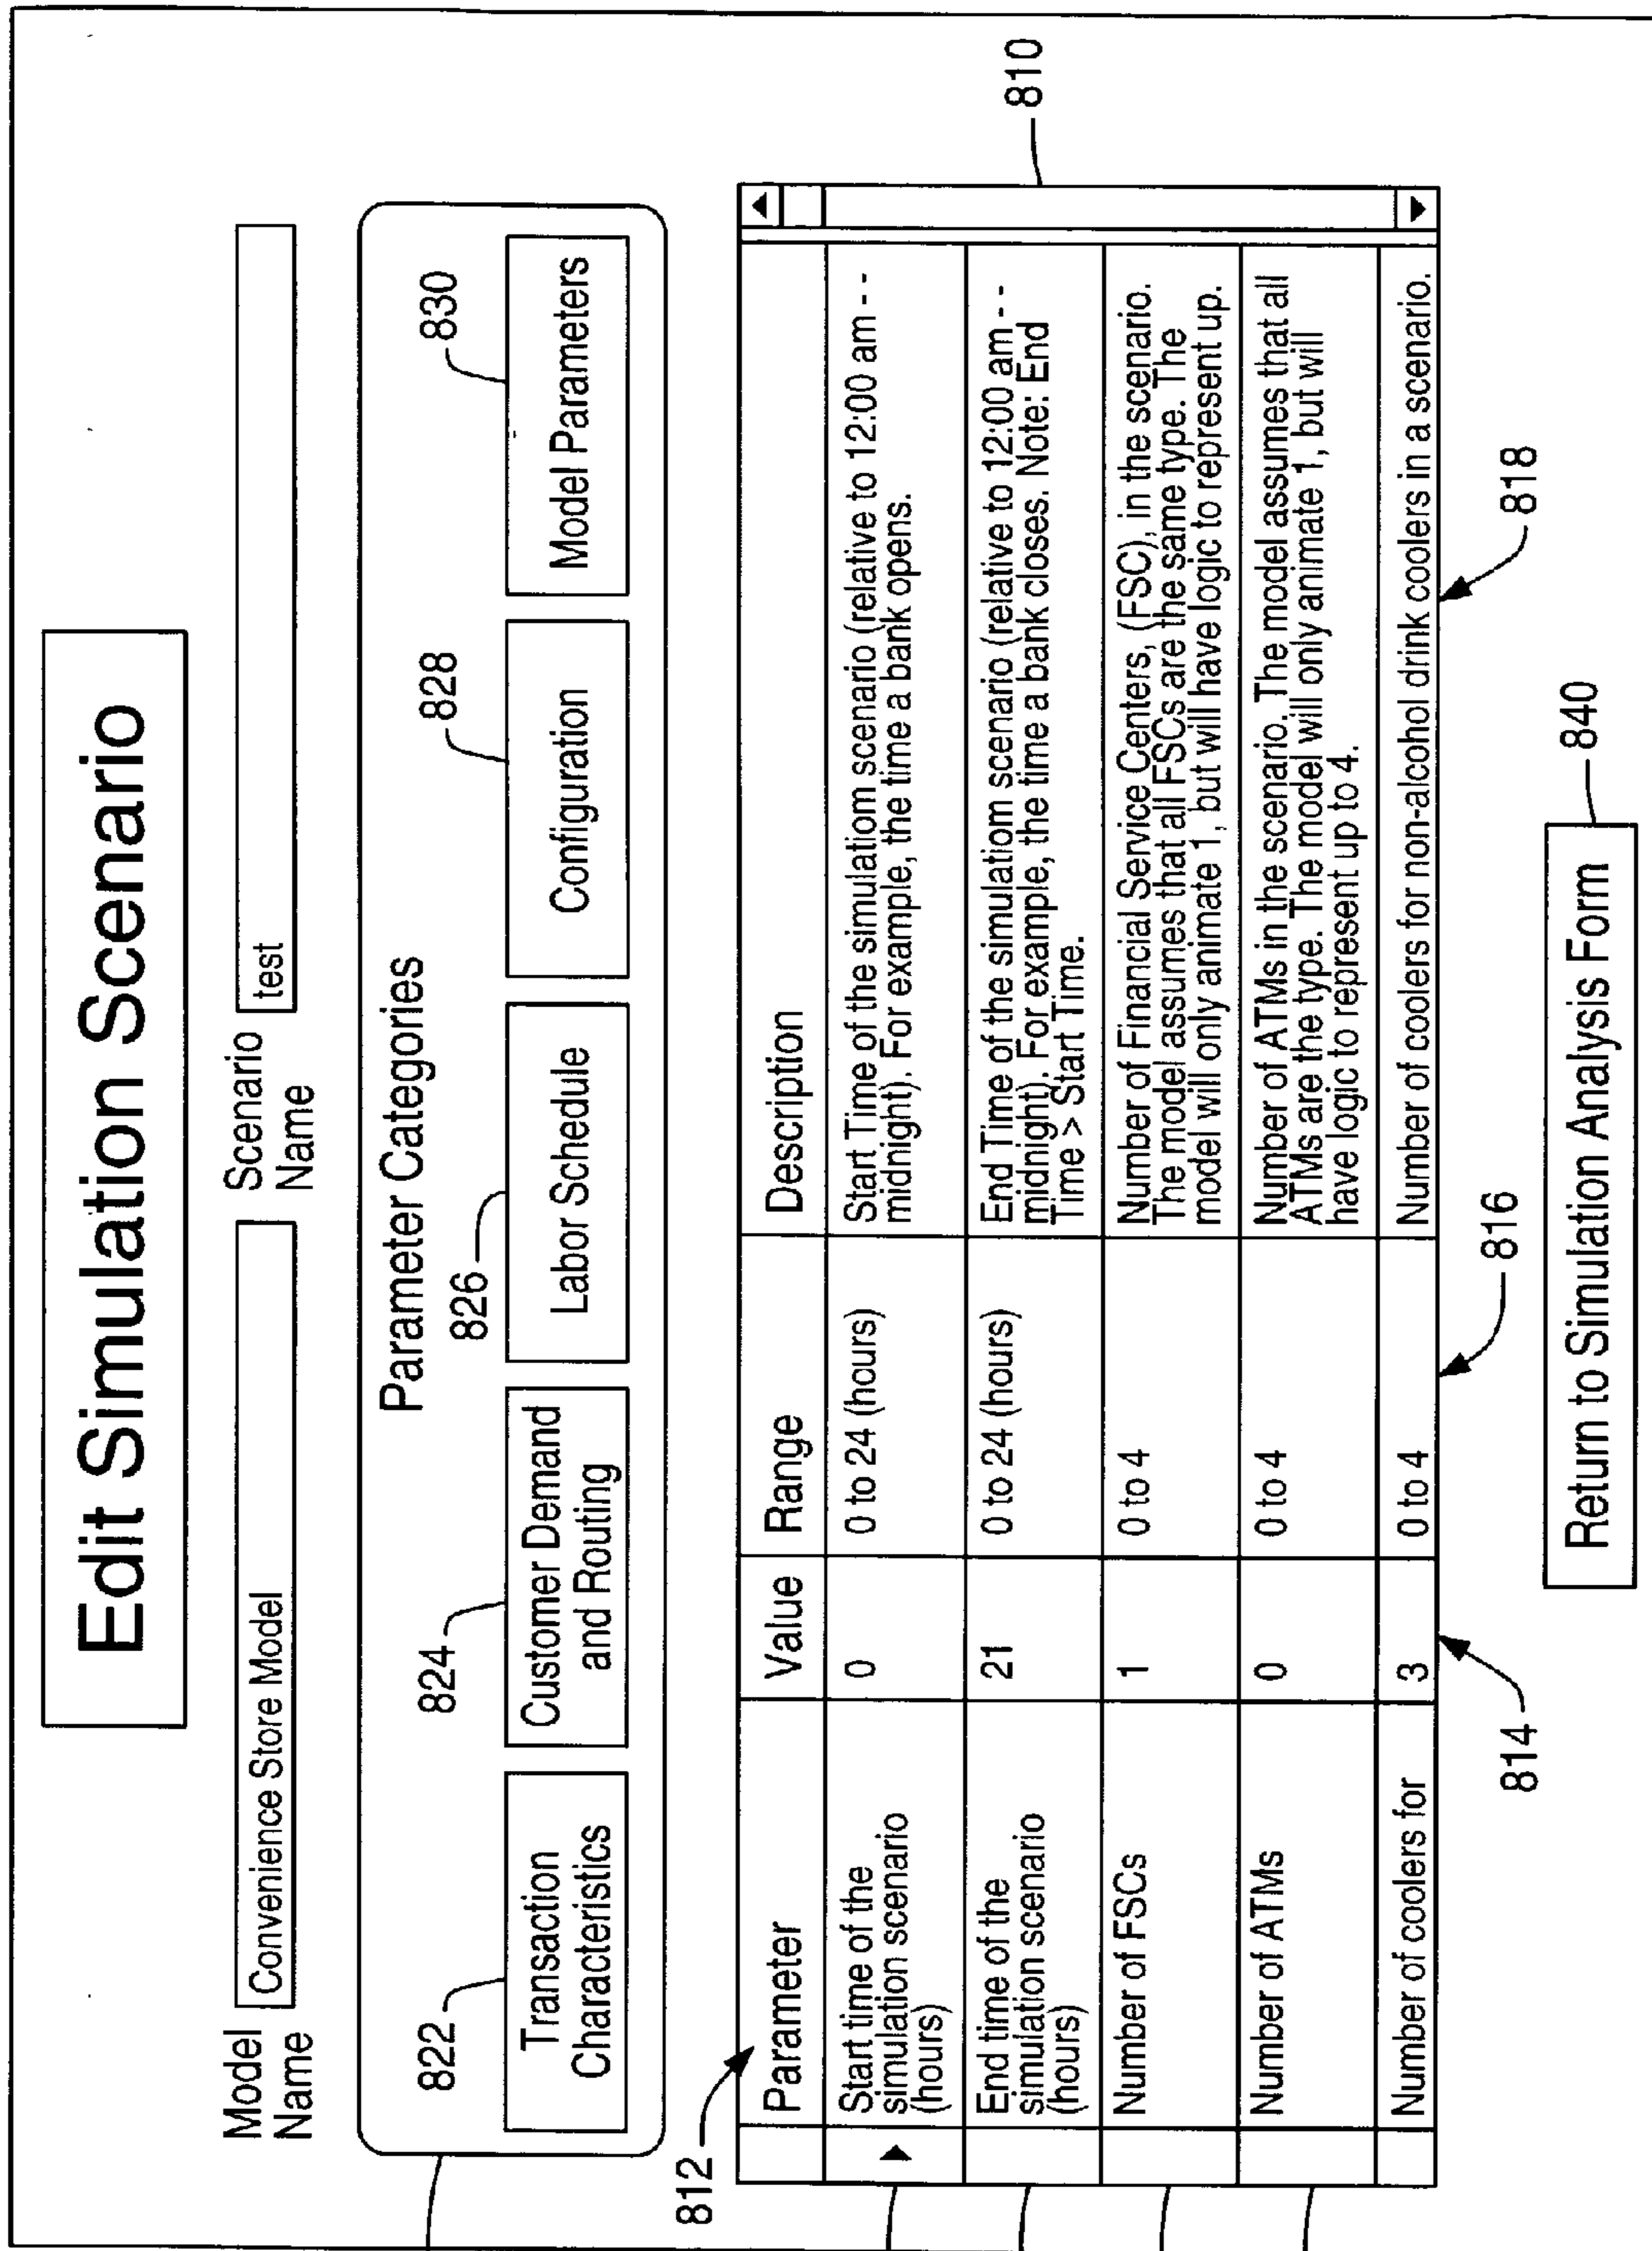 Edit Simulation Scenario
Model
Name
Convenience Store Model
Scenario
Name
test
Parameter Categories
822
824
826
828
830
Transaction
Characteristics
Customer Demand
and Routing
Labor Schedule
Configuration
Model Parameters
812
810
Parameter
Value
Range
Description
Start time of the
simulation scenario
(hours)
0
0 to 24 (hours)
Start Time of the simulatiom scenario (relative to 12:00 am - -
midnight). For example, the time a bank opens.
End time of the
simulation scenario
(hours)
21
0 to 24 (hours)
End Time of the simulatiom scenario (relative to 12:00 am - -
midnight). For example, the time a bank closes. Note: End
Time > Start Time.
Number of FSCs
1
0 to 4
Number of Financial Service Centers, (FSC), in the scenario.
The model assumes that all FSCs are the same type. The
model will only animate 1, but will have logic to represent up.
Number of ATMs
0
0 to 4
Number of ATMs in the scenario. The model assumes that all
ATMs are the type. The model will only animate 1, but will
have logic to represent up to 4.
Number of coolers for
3
0 to 4
Number of coolers for non-alcohol drink coolers in a scenario.
814
816
818
Return to Simulation Analysis Form
840